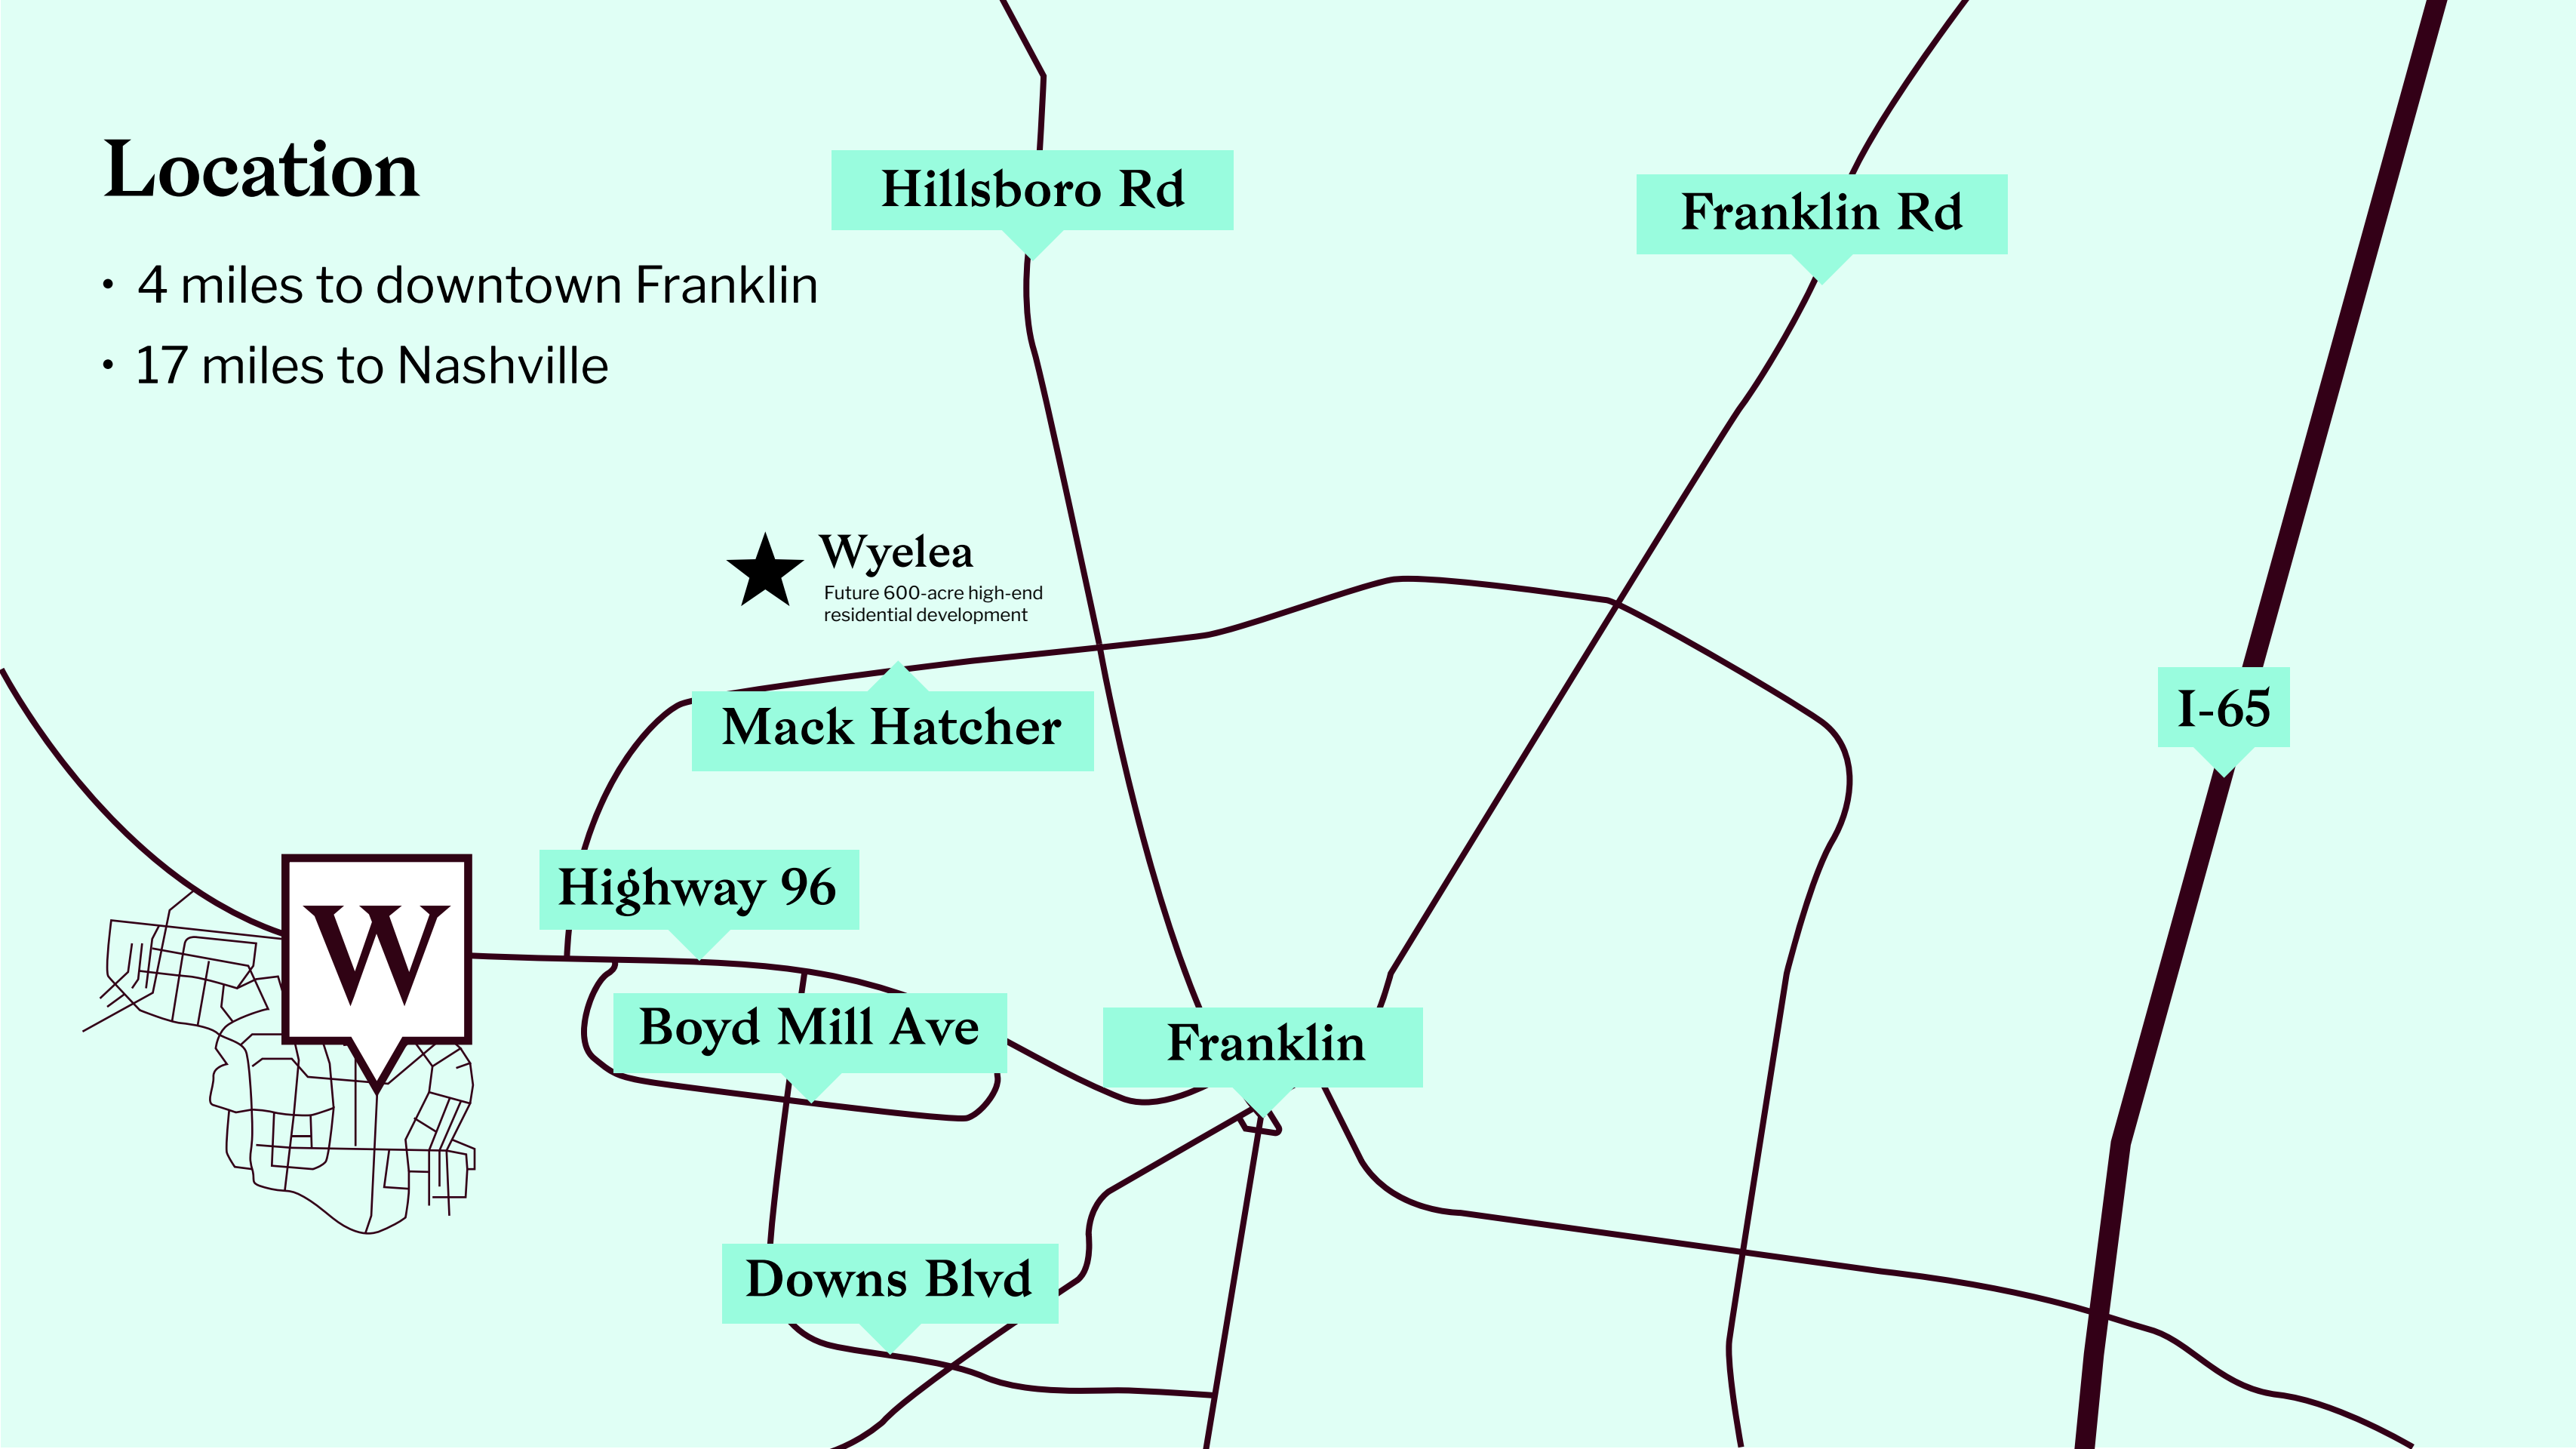 Location
• 4 miles to downtown Franklin
• 17 miles to Nashville
Hillsboro Rd
Franklin Rd
Wyelea
Future 600-acre high-end
residential development
I-65
Mack Hatcher
Highway 96
W
Boyd Mill Ave
Franklin
Downs Blvd